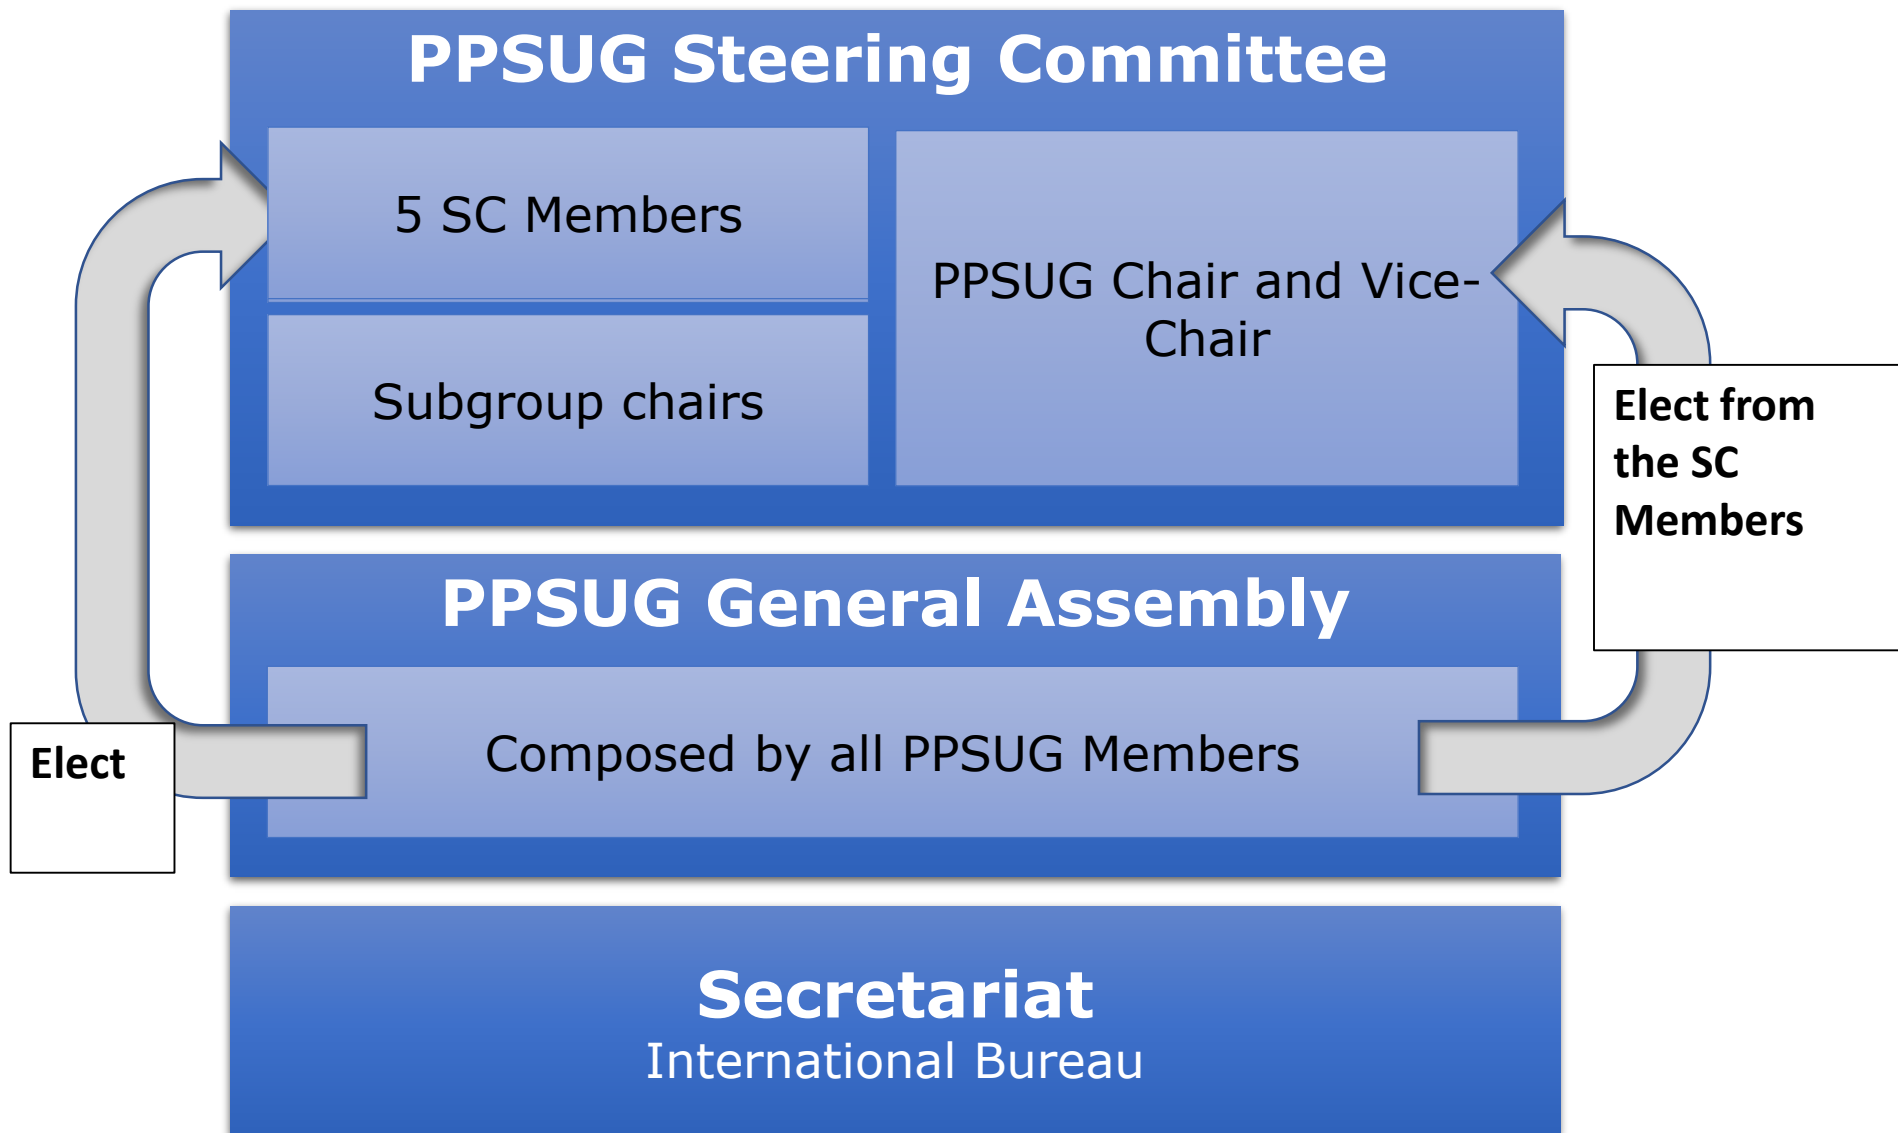 PPSUG Steering Committee
5 SC Members
Subgroup chairs
PPSUG Chair and Vice-
Chair
Elect from
the SC
Members
PPSUG General Assembly
Composed by all PPSUG Members
Elect
Secretariat
International Bureau